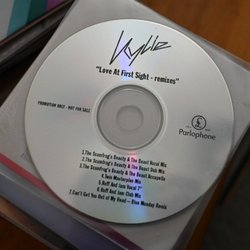 Kylie
"Love At First Sight - remixes"
PROMOTION ONLY - NOT FOR SALE
Parlophone
1.The Scumfrog's Beauty & The Beast Vocal Mix
2.The Scumfrog's Beauty & The Beast Dub Mix
3.The Scumfrog's Beauty & The Beast Acappella
4.Twin Masterplan Mix
5.Ruff And Jam Vocal 7"
6.Ruff And Jam Club Mix
7.Can't Get You Out of My Head – Blue Monday Remix